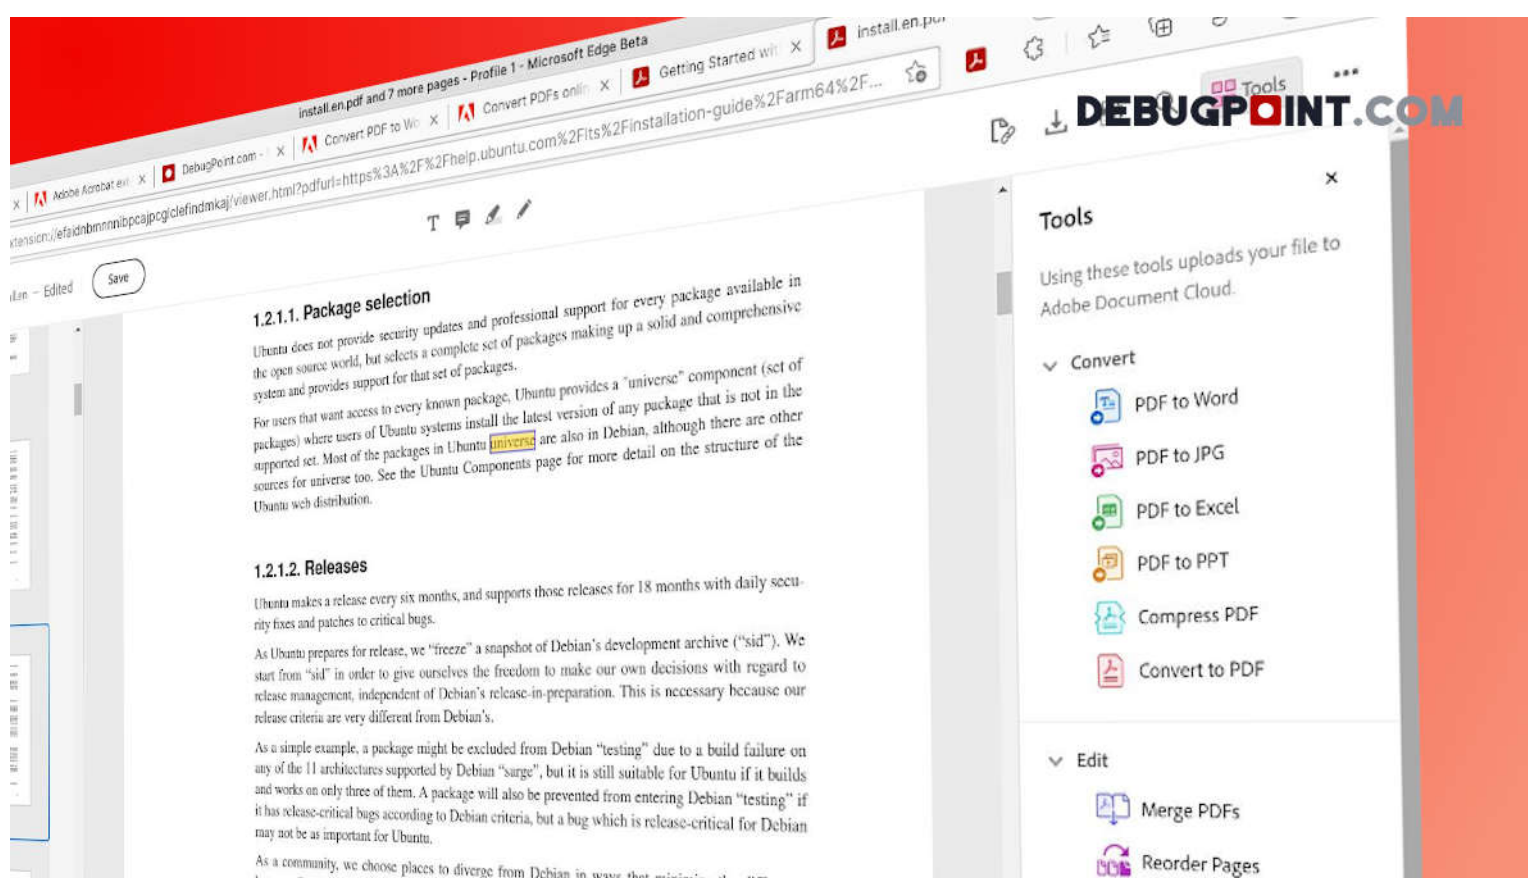 install.en.pdf and 7 more pages - Profile 1 - Microsoft Edge Beta
Adobe Acrobat ext
DebugPoint.com -
Convert PDF to Wo
Convert PDFs onlin
Getting Started wit
install.en.pdf
xtension://efaidnbmnnnibpcajpcglclefindmkaj/viewer.html?pdfurl=https%3A%2F%2Fhelp.ubuntu.com%2Flts%2Finstallation-guide%2Farm64%2F...
Tools
DEBUGPOINT.COM
– Edited
Save
1.2.1.1. Package selection
Ubuntu does not provide security updates and professional support for every package available in
the open source world, but selects a complete set of packages making up a solid and comprehensive
system and provides support for that set of packages.
For users that want access to every known package, Ubuntu provides a "universe" component (set of
packages) where users of Ubuntu systems install the latest version of any package that is not in the
supported set. Most of the packages in Ubuntu universe are also in Debian, although there are other
sources for universe too. See the Ubuntu Components page for more detail on the structure of the
Ubuntu web distribution.
1.2.1.2. Releases
Ubuntu makes a release every six months, and supports those releases for 18 months with daily secu-
rity fixes and patches to critical bugs.
As Ubuntu prepares for release, we “freeze” a snapshot of Debian’s development archive (“sid”). We
start from “sid” in order to give ourselves the freedom to make our own decisions with regard to
release management, independent of Debian’s release-in-preparation. This is necessary because our
release criteria are very different from Debian’s.
As a simple example, a package might be excluded from Debian “testing” due to a build failure on
any of the 11 architectures supported by Debian “sarge”, but it is still suitable for Ubuntu if it builds
and works on only three of them. A package will also be prevented from entering Debian “testing” if
it has release-critical bugs according to Debian criteria, but a bug which is release-critical for Debian
may not be as important for Ubuntu.
As a community, we choose places to diverge from Debian in ways that
Tools
Using these tools uploads your file to
Adobe Document Cloud.
Convert
PDF to Word
PDF to JPG
PDF to Excel
PDF to PPT
Compress PDF
Convert to PDF
Edit
Merge PDFs
Reorder Pages